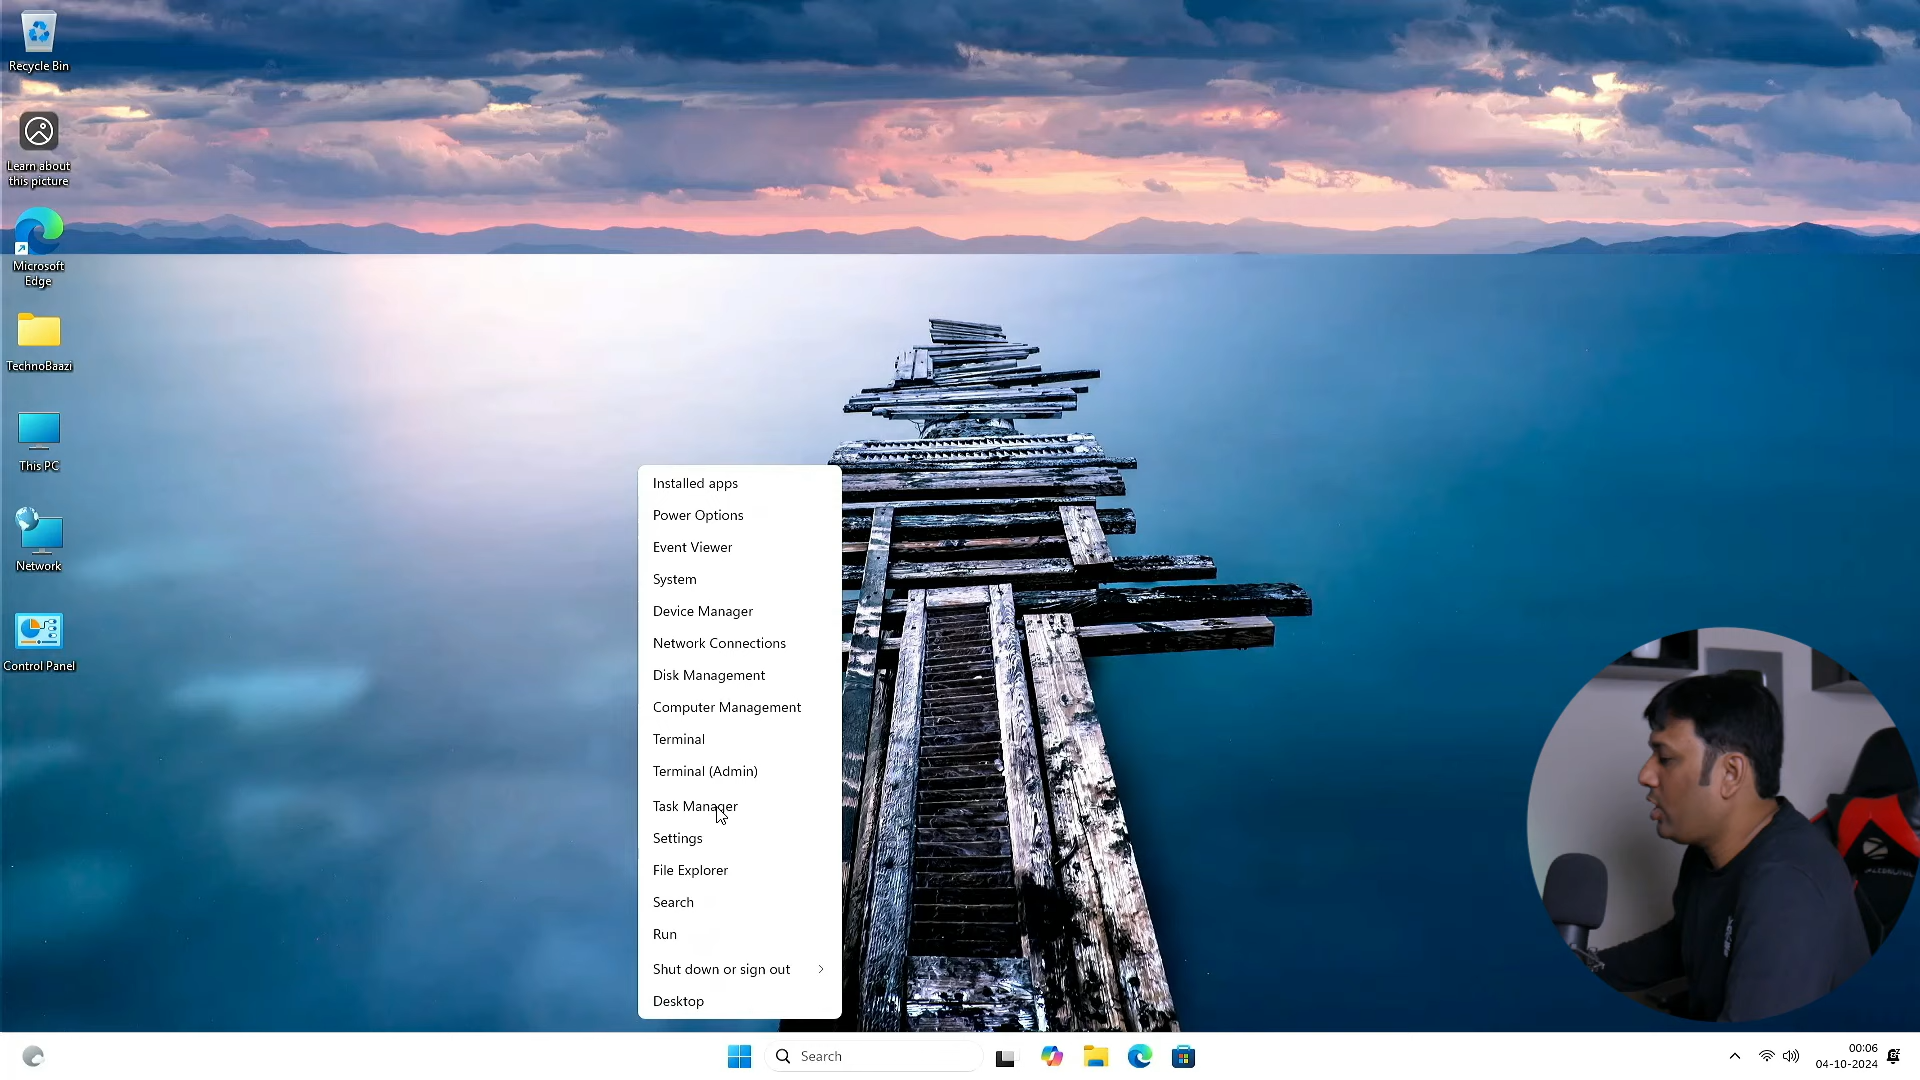 Recycle Bin
Learn about
this picture
Microsoft
Edge
TechnoBaazi
This PC
Network
Control Panel
Installed apps
Power Options
Event Viewer
System
Device Manager
Network Connections
Disk Management
Computer Management
Terminal
Terminal (Admin)
Task Manager
Settings
File Explorer
Search
Run
Shut down or sign out
Desktop
Search
00:06
04-10-2024